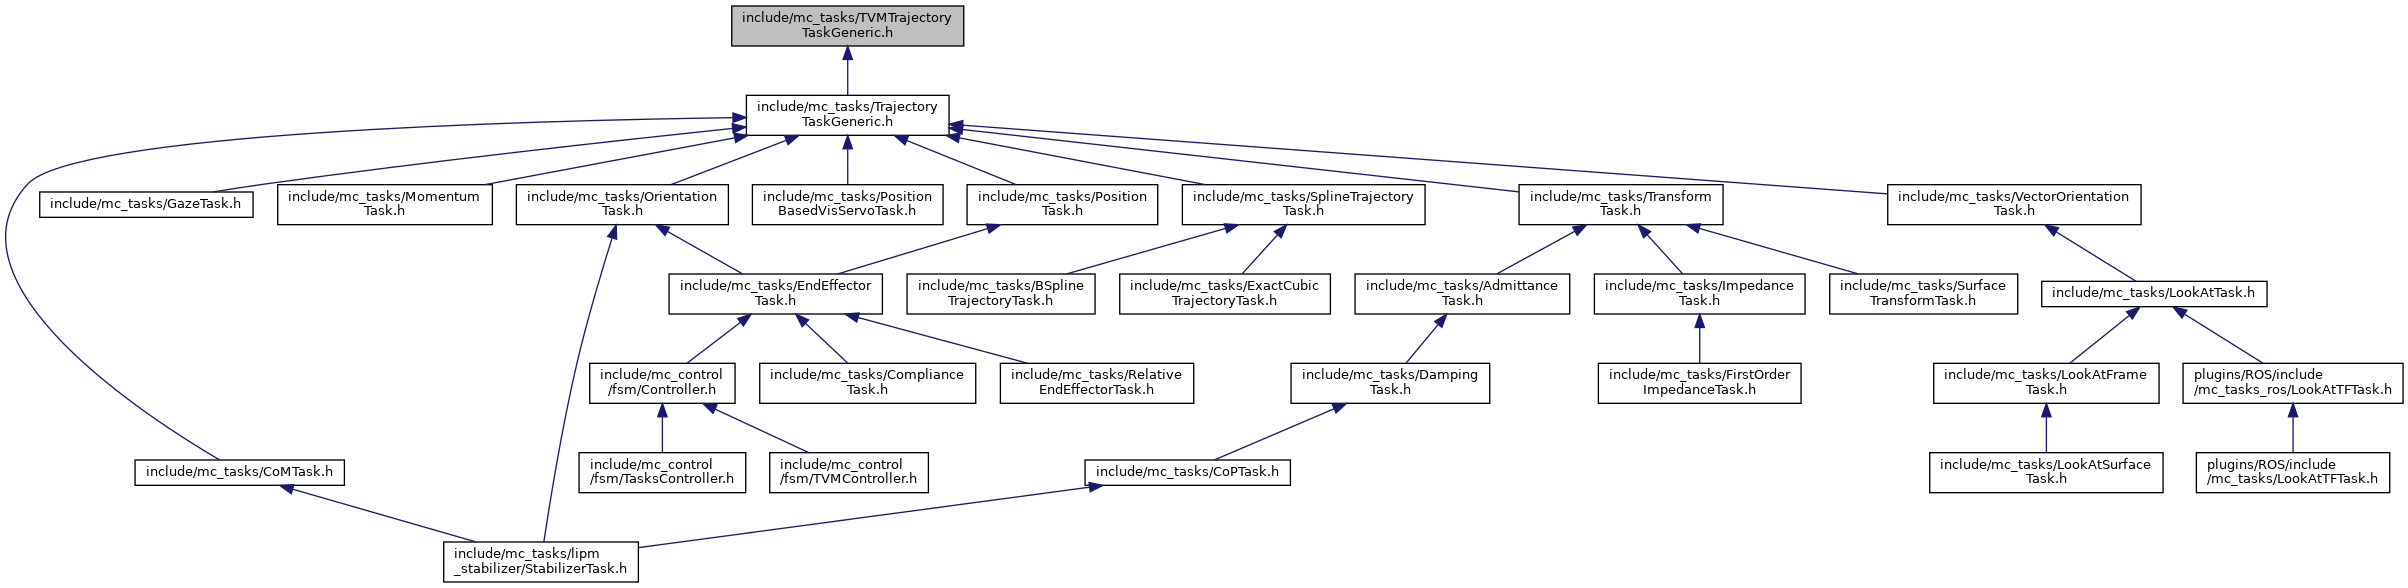 include/mc_tasks/TVMTrajectory
TaskGeneric.h
include/mc_tasks/Trajectory
TaskGeneric.h
include/mc_tasks/GazeTask.h
include/mc_tasks/Momentum
Task.h
include/mc_tasks/Orientation
Task.h
include/mc_tasks/Position
BasedVisServoTask.h
include/mc_tasks/Position
Task.h
include/mc_tasks/SplineTrajectory
Task.h
include/mc_tasks/Transform
Task.h
include/mc_tasks/VectorOrientation
Task.h
include/mc_tasks/EndEffector
Task.h
include/mc_tasks/BSpline
TrajectoryTask.h
include/mc_tasks/ExactCubic
TrajectoryTask.h
include/mc_tasks/Admittance
Task.h
include/mc_tasks/Impedance
Task.h
include/mc_tasks/Surface
TransformTask.h
include/mc_tasks/LookAtTask.h
include/mc_control
/fsm/Controller.h
include/mc_tasks/Compliance
Task.h
include/mc_tasks/Relative
EndEffectorTask.h
include/mc_tasks/Damping
Task.h
include/mc_tasks/FirstOrder
ImpedanceTask.h
include/mc_tasks/LookAtFrame
Task.h
plugins/ROS/include
/mc_tasks_ros/LookAtTFTask.h
include/mc_tasks/CoMTask.h
include/mc_control
/fsm/TasksController.h
include/mc_control
/fsm/TVMController.h
include/mc_tasks/CoPTask.h
include/mc_tasks/LookAtSurface
Task.h
plugins/ROS/include
/mc_tasks/LookAtTFTask.h
include/mc_tasks/lipm
_stabilizer/StabilizerTask.h